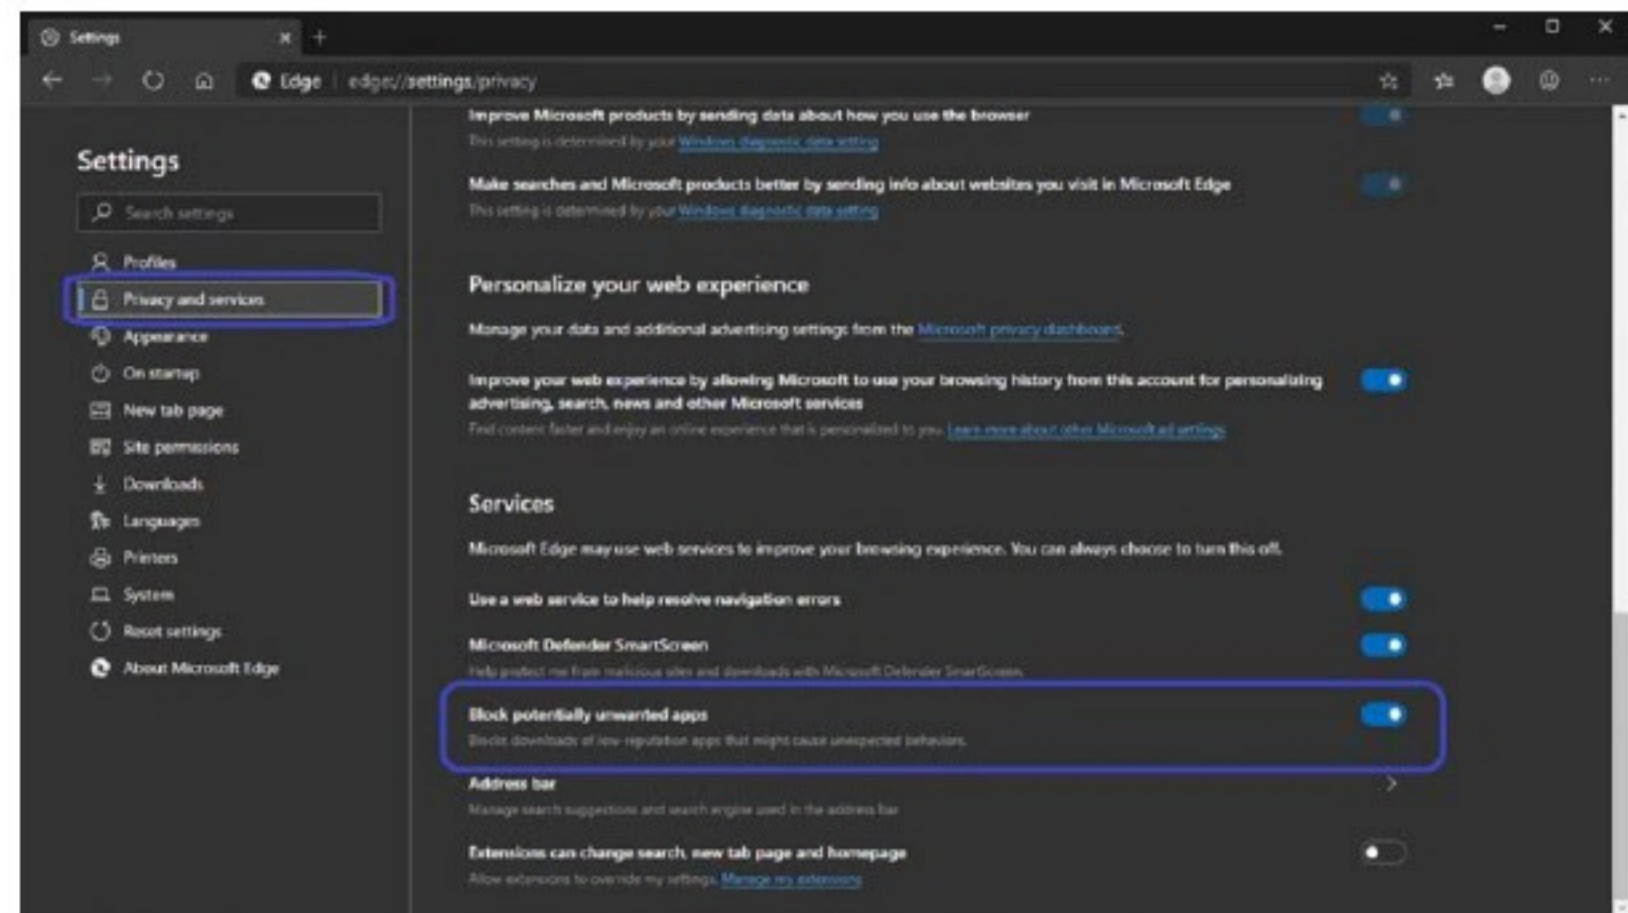 Settings
Edge edge://settings/privacy
Settings
Search settings
Profiles
Privacy and services
Appearance
On startup
New tab page
Site permissions
Downloads
Languages
Printers
System
Reset settings
About Microsoft Edge
Improve Microsoft products by sending data about how you use the browser
This setting is determined by your Windows diagnostic data setting
Make searches and Microsoft products better by sending info about websites you visit in Microsoft Edge
This setting is determined by your Windows diagnostic data setting
Personalize your web experience
Manage your data and additional advertising settings from the Microsoft privacy dashboard.
Improve your web experience by allowing Microsoft to use your browsing history from this account for personalizing
advertising, search, news and other Microsoft services
Find content faster and enjoy an online experience that is personalized to you. Learn more about other Microsoft ad settings
Services
Microsoft Edge may use web services to improve your browsing experience. You can always choose to turn this off.
Use a web service to help resolve navigation errors
Microsoft Defender SmartScreen
Help protect me from malicious sites and downloads with Microsoft Defender SmartScreen.
Block potentially unwanted apps
Blocks downloads of low-reputation apps that might cause unexpected behaviors.
Address bar
Manage search suggestions and search engine used in the address bar
Extensions can change search, new tab page and homepage
Allow extensions to override my settings. Manage my extensions